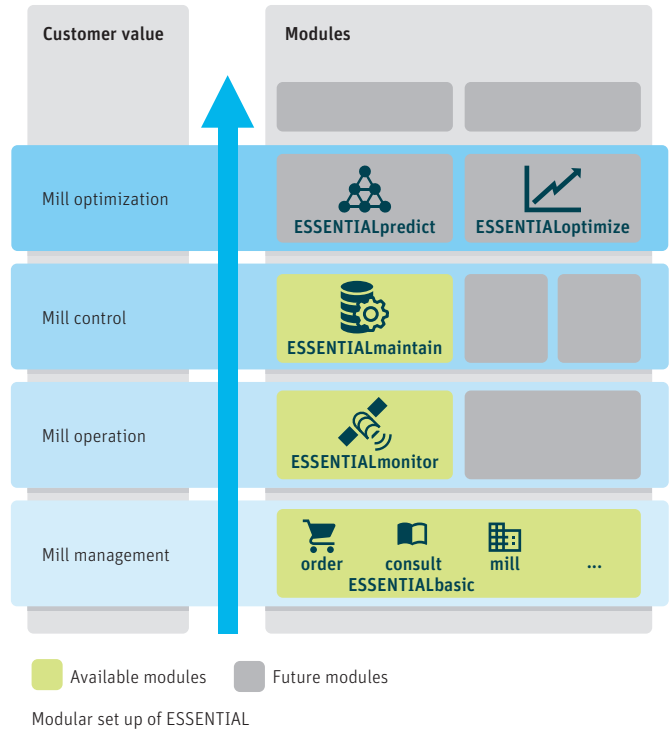 Customer value
Modules
Mill optimization
ESSENTIALpredict
ESSENTIALoptimize
Mill control
ESSENTIALmaintain
Mill operation
ESSENTIALmonitor
Mill management
order consult mill ...
ESSENTIALbasic
Available modules
Future modules
Modular set up of ESSENTIAL